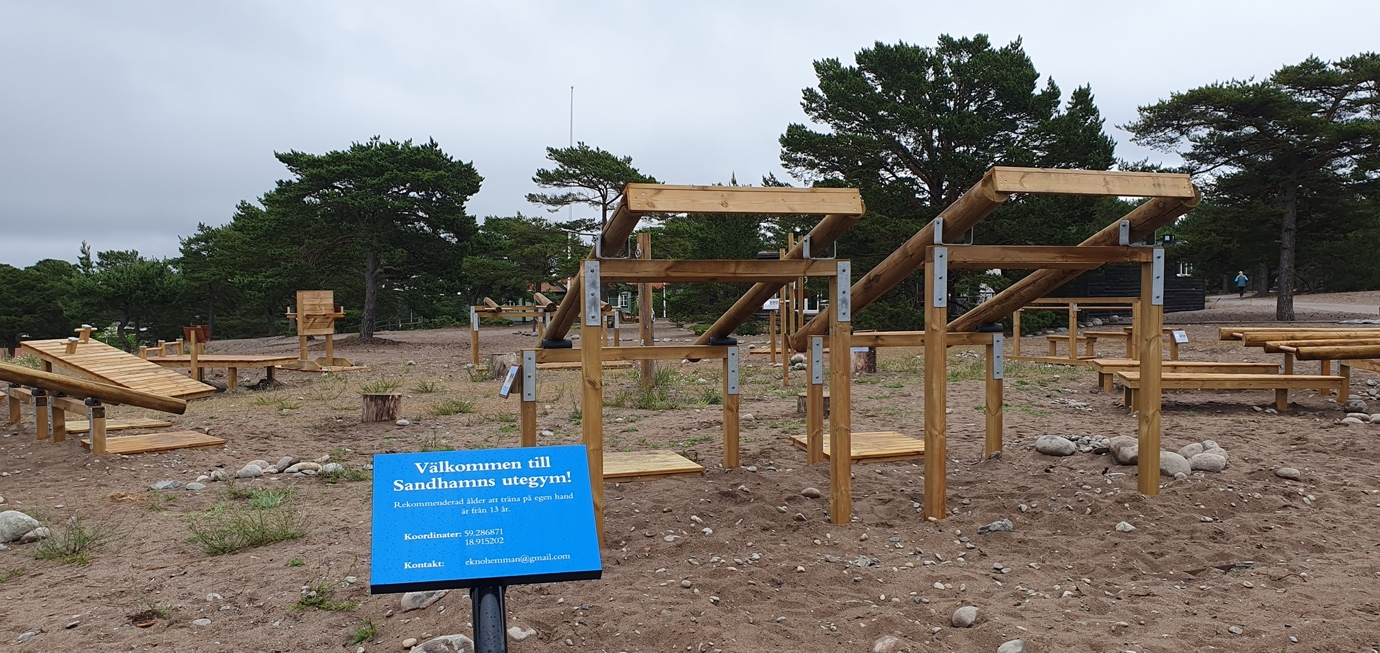 Välkommen till
Sandhamns utegym!
Rekommenderad ålder att träna på egen hand
är från 13 år.
Koordinater: 59.286871
18.915202
Kontakt: eknohemman@gmail.com